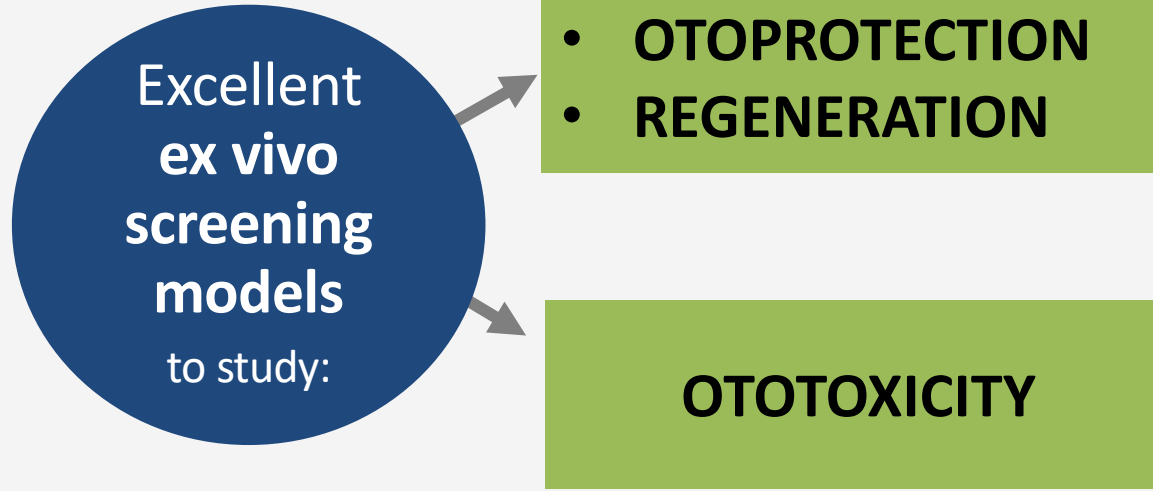 Excellent
ex vivo
screening
models
to study:
• OTOPROTECTION
• REGENERATION
OTOTOXICITY